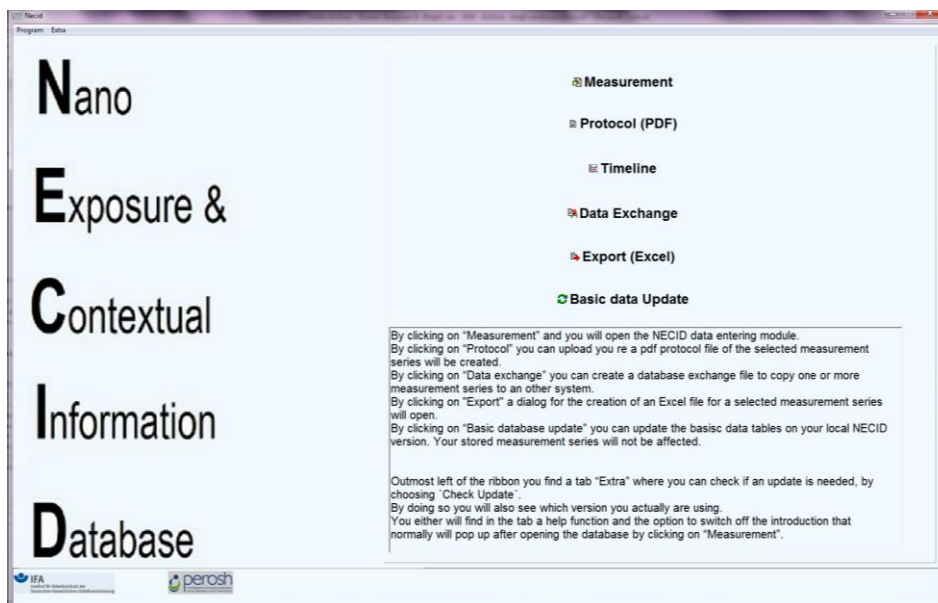 Necid
Program Extra
Nano
Exposure &
Contextual
Information
Database
Measurement
Protocol (PDF)
Timeline
Data Exchange
Export (Excel)
Basic data Update
By clicking on "Measurement" and you will open the NECID data entering module.
By clicking on "Protocol" you can upload you re a pdf protocol file of the selected measurement
series will be created.
By clicking on "Data exchange" you can create a database exchange file to copy one or more
measurement series to an other system.
By clicking on "Export" a dialog for the creation of an Excel file for a selected measurement series
will open.
By clicking on "Basic database update" you can update the basisc data tables on your local NECID
version. Your stored measurement series will not be affected.
Outmost left of the ribbon you find a tab "Extra" where you can check if an update is needed, by
choosing `Check Update´.
By doing so you will also see which version you actually are using.
You either will find in the tab a help function and the option to switch off the introduction that
normally will pop up after opening the database by clicking on "Measurement".
IFA
Institut für Arbeitsschutz der
Deutschen Gesetzlichen Unfallversicherung
perosh